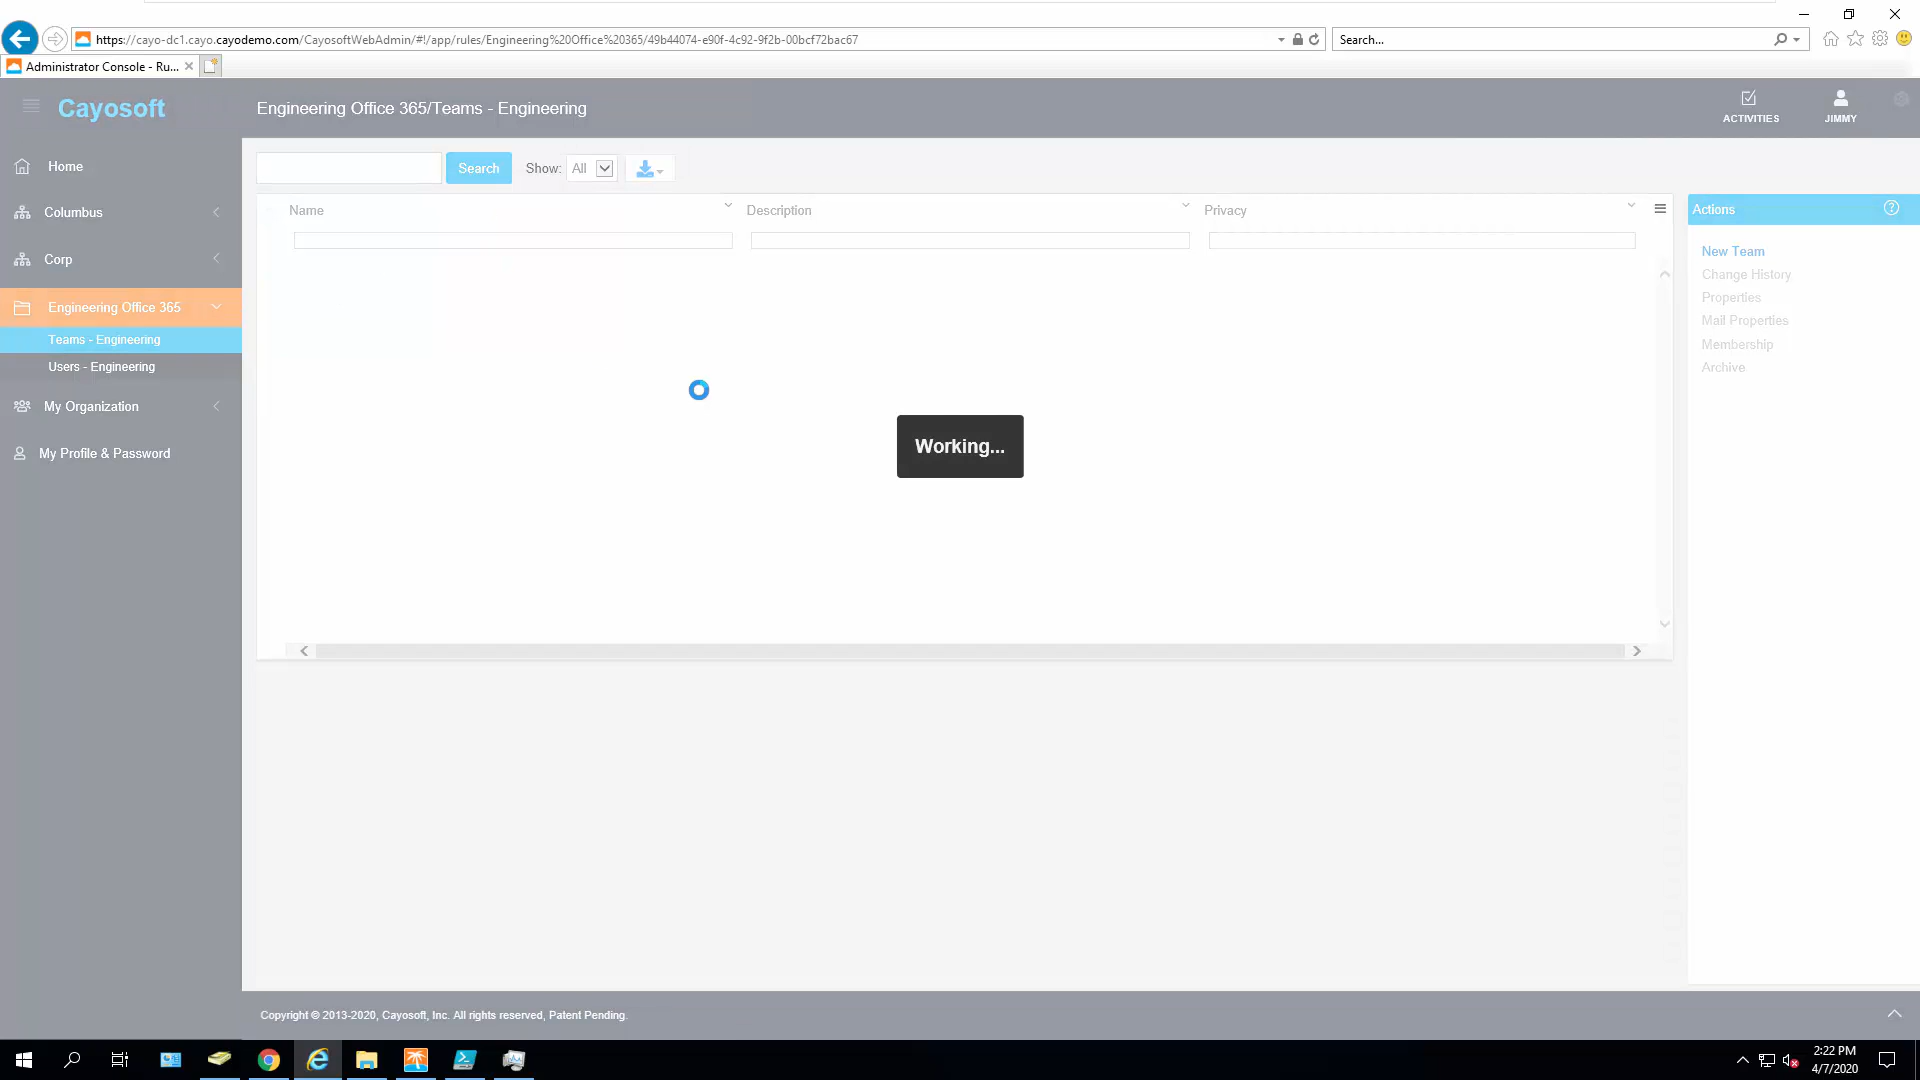 https://cayo-dc1.cayo.cayodemo.com/CayosoftWebAdmin/#!/app/rules/Engineering%20Office%20365/49b44074-e90f-4c92-9f2b-00bcf72bac67
Search...
Administrator Console - Ru...
Cayosoft
Engineering Office 365/Teams - Engineering
ACTIVITIES
JIMMY
Home
Columbus
Corp
Engineering Office 365
Teams - Engineering
Users - Engineering
My Organization
My Profile & Password
Search
Show:
All
Name
Description
Privacy
Working...
Actions
New Team
Change History
Properties
Mail Properties
Membership
Archive
Copyright © 2013-2020, Cayosoft, Inc. All rights reserved, Patent Pending.
2:22 PM
4/7/2020